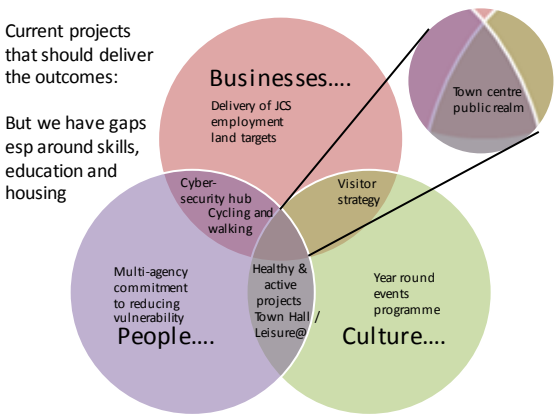 Current projects
that should deliver
the outcomes:
But we have gaps
esp around skills,
education and
housing
Businesses....
Delivery of JCS
employment
land targets
Town centre
public realm
Cyber-
security hub
Cycling and
walking
Visitor
strategy
Multi-agency
commitment
to reducing
vulnerability
People....
Healthy &
active
projects
Town Hall /
Leisure@
Year round
events
programme
Culture....